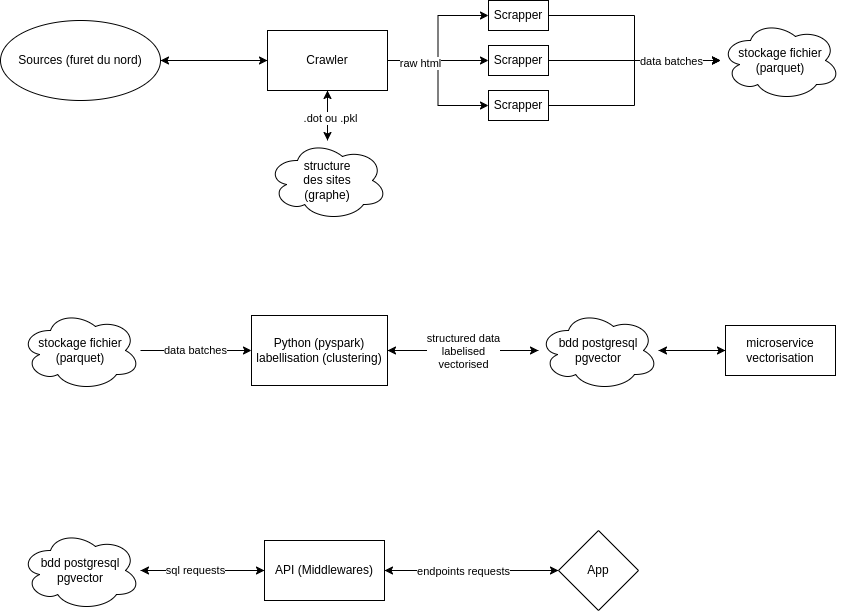 Sources (furet du nord)
Crawler
raw html
Scrapper
Scrapper
Scrapper
data batches
stockage fichier
(parquet)
.dot ou .pkl
structure
des sites
(graphe)
stockage fichier
(parquet)
data batches
Python (pyspark)
labellisation (clustering)
structured data
labelised
vectorised
bdd postgresql
pgvector
microservice
vectorisation
bdd postgresql
pgvector
sql requests
API (Middlewares)
endpoints requests
App